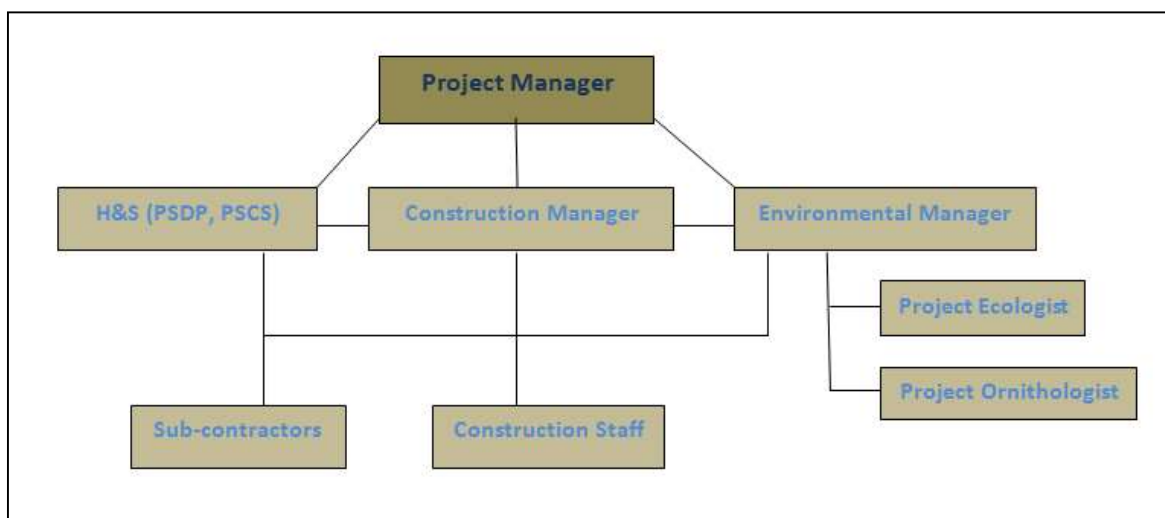 Project Manager
H&S (PSDP, PSCS)
Construction Manager
Environmental Manager
Project Ecologist
Project Ornithologist
Sub-contractors
Construction Staff